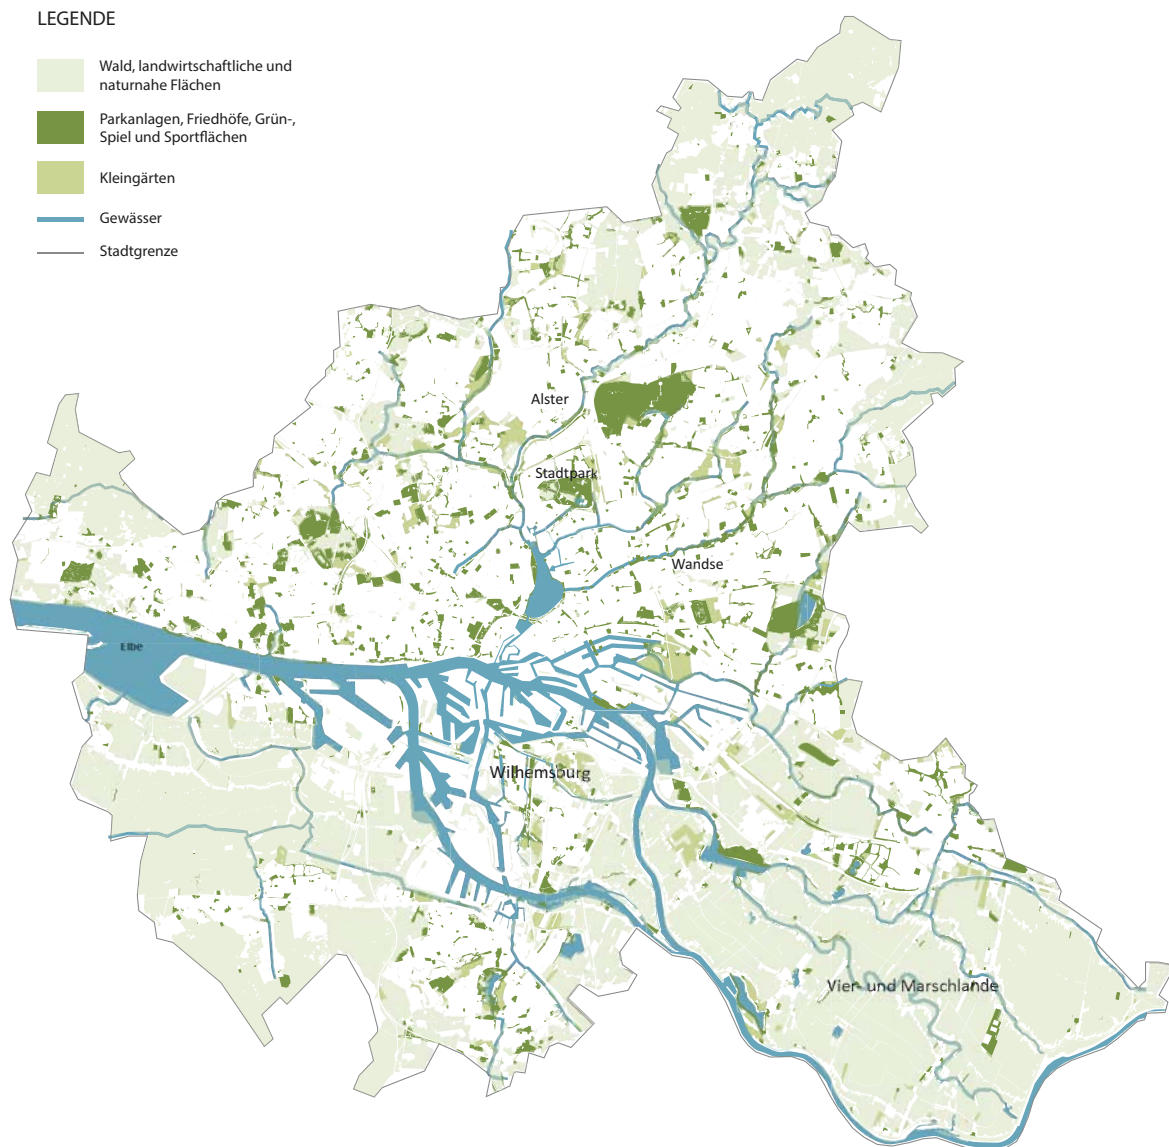 LEGENDE
Wald, landwirtschaftliche und
naturnahe Flächen
Parkanlagen, Friedhöfe, Grün-,
Spiel und Sportflächen
Kleingärten
Gewässer
Stadtgrenze
Alster
Stadtpark
Wandse
Elbe
Wilhemsburg
Vier- und Marschlande